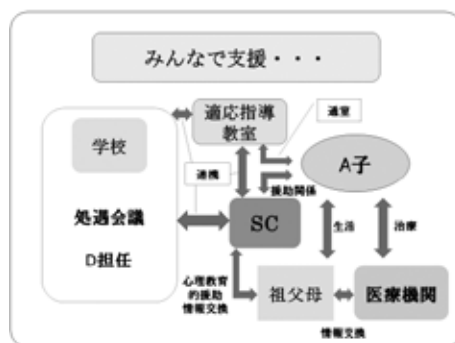 みんなで支援・・・
適応指導
教室
通室
学校
A子
連携
援助関係
処遇会議
SC
D担任
生活
治療
心理教育
的援助
情報交換
祖父母
医療機関
情報交換